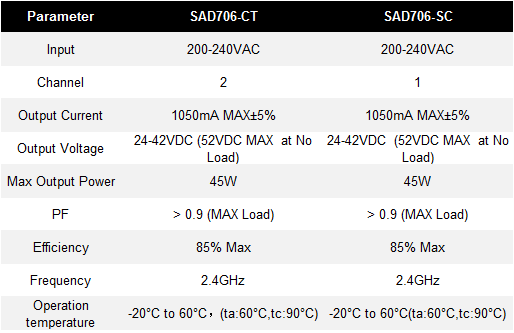 Parameter SAD706-CT SAD706-SC
Input 200-240VAC 200-240VAC
Channel 2 1
Output Current 1050mA MAX±5% 1050mA MAX±5%
Output Voltage 24-42VDC (52VDC MAX at No Load) 24-42VDC (52VDC MAX at No Load)
Max Output Power 45W 45W
PF > 0.9 (MAX Load) > 0.9 (MAX Load)
Efficiency 85% Max 85% Max
Frequency 2.4GHz 2.4GHz
Operation temperature -20°C to 60°C，(ta:60°C,tc:90°C) -20°C to 60°C(ta:60°C,tc:90°C)